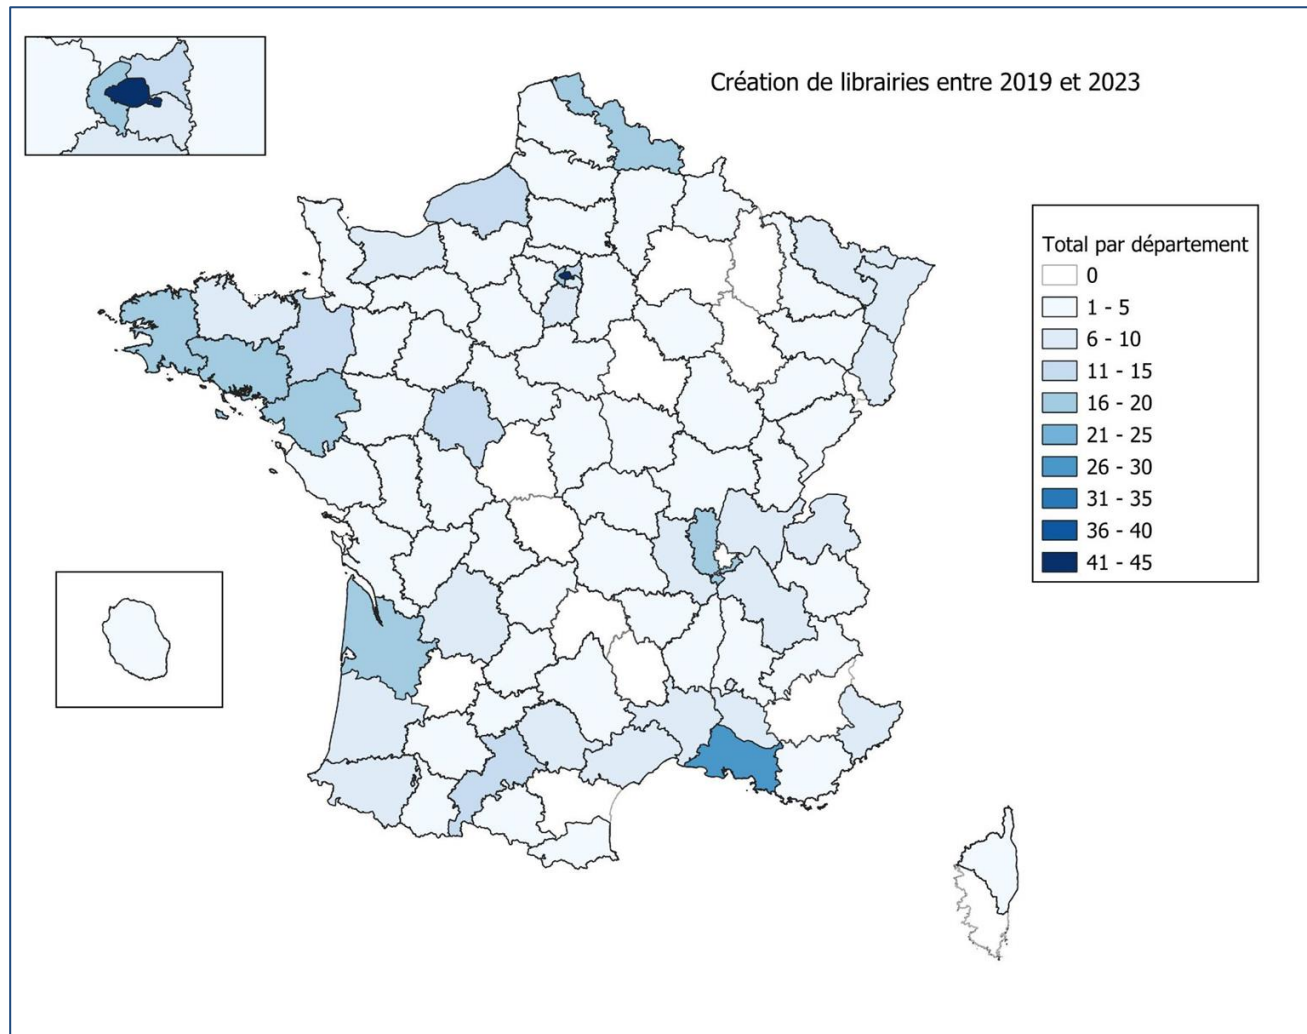 Création de librairies entre 2019 et 2023
Total par département
0
1 - 5
6 - 10
11 - 15
16 - 20
21 - 25
26 - 30
31 - 35
36 - 40
41 - 45